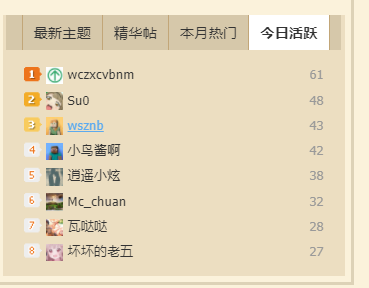 最新主题 精华帖 本月热门 今日活跃
1 wczxcvbnm 61
2 Su0 48
3 wsznb 43
4 小鸟酱啊 42
5 逍遥小炫 38
6 Mc_chuan 32
7 瓦哒哒 28
8 坏坏的老五 27